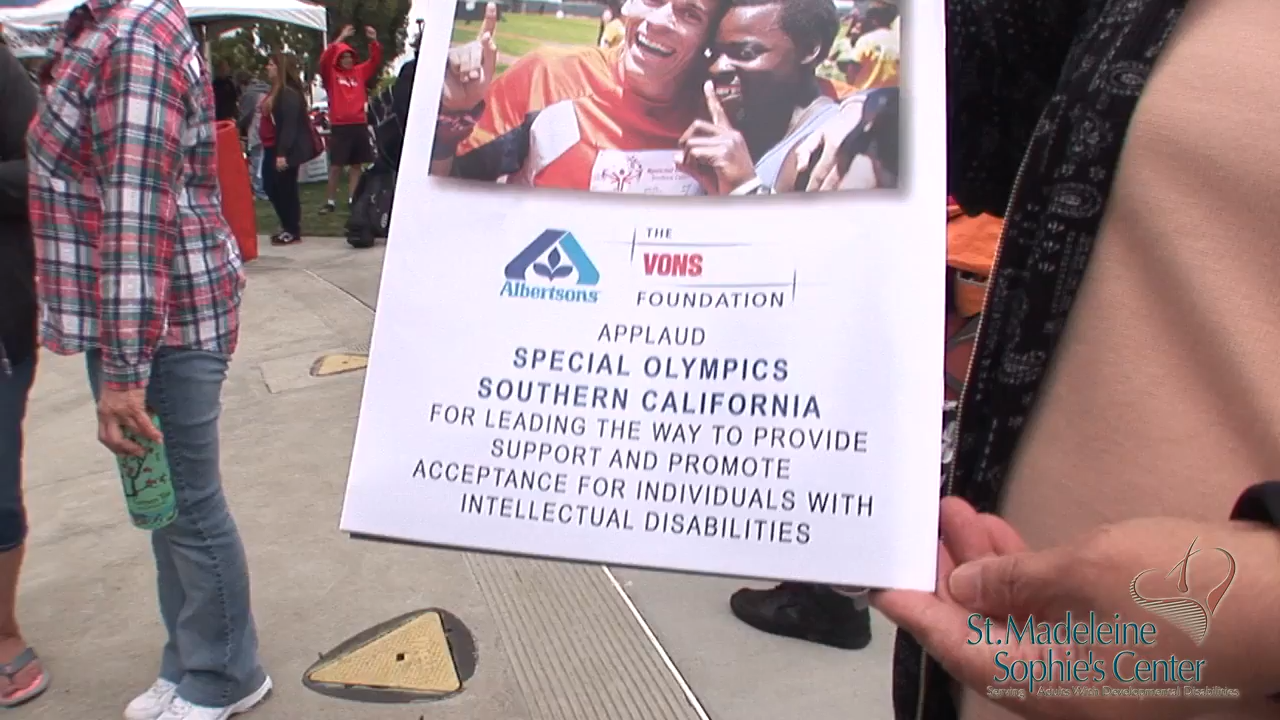 Albertsons
THE
VONS
FOUNDATION
APPLAUD
SPECIAL OLYMPICS
SOUTHERN CALIFORNIA
FOR LEADING THE WAY TO PROVIDE
SUPPORT AND PROMOTE
ACCEPTANCE FOR INDIVIDUALS WITH
INTELLECTUAL DISABILITIES
St. Madeleine
Sophie's Center
Serving Adults With Developmental Disabilities